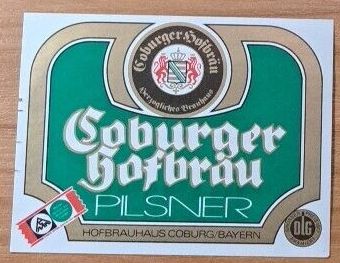 Coburger Hofbräu
Herzogliches Brauhaus
Coburger
Hofbräu
PILSNER
HOFBRAUHAUS COBURG/BAYERN
DLG